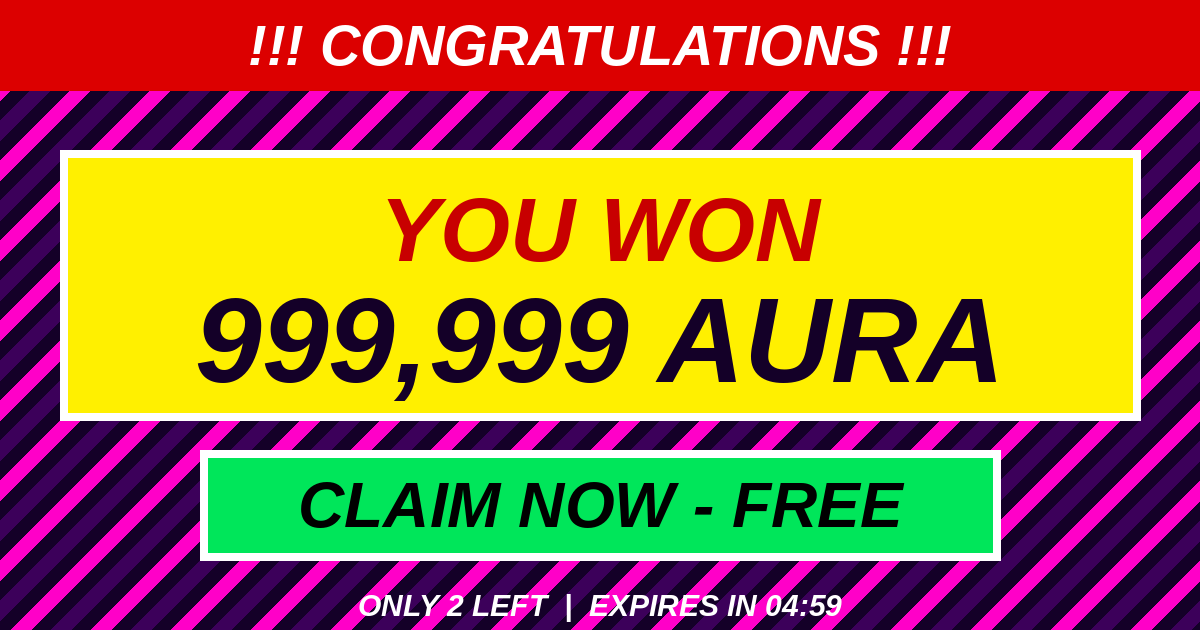 !!! CONGRATULATIONS !!!
YOU WON
999,999 AURA
CLAIM NOW - FREE
ONLY 2 LEFT | EXPIRES IN 04:59